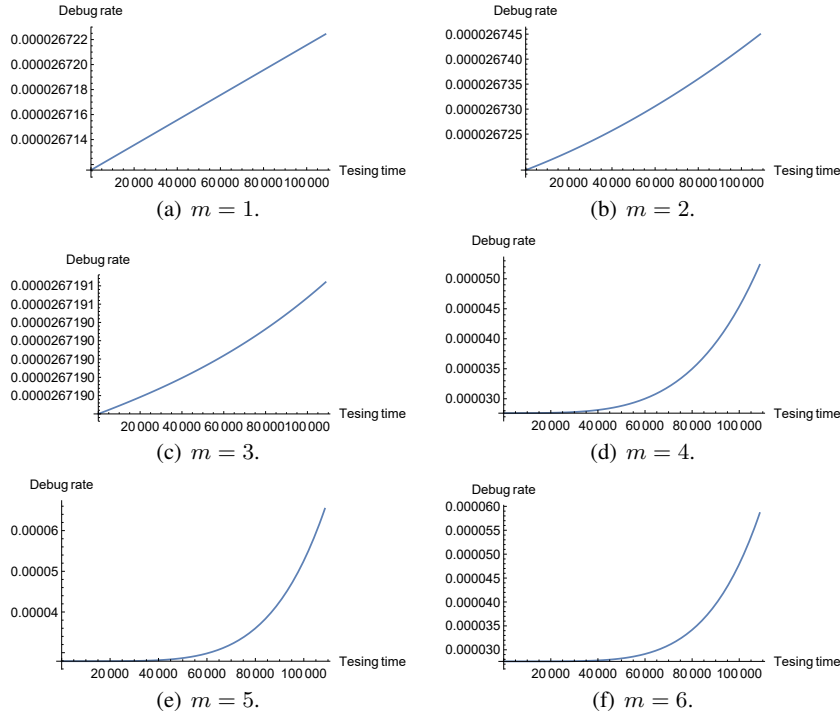 Debug rate
0.000026722
0.000026720
0.000026718
0.000026716
0.000026714
20 000 40 000 60 000 80 000 100 000
Tesing time
(a) m = 1.
Debug rate
0.000026745
0.000026740
0.000026735
0.000026730
0.000026725
20 000 40 000 60 000 80 000 100 000
Tesing time
(b) m = 2.
Debug rate
0.0000267191
0.0000267191
0.0000267190
0.0000267190
0.0000267190
0.0000267190
0.0000267190
20 000 40 000 60 000 80 000 100 000
Tesing time
(c) m = 3.
Debug rate
0.000050
0.000045
0.000040
0.000035
0.000030
20 000 40 000 60 000 80 000 100 000
Tesing time
(d) m = 4.
Debug rate
0.00006
0.00005
0.00004
20 000 40 000 60 000 80 000 100 000
Tesing time
(e) m = 5.
Debug rate
0.000060
0.000055
0.000050
0.000045
0.000040
0.000035
0.000030
20 000 40 000 60 000 80 000 100 000
Tesing time
(f) m = 6.